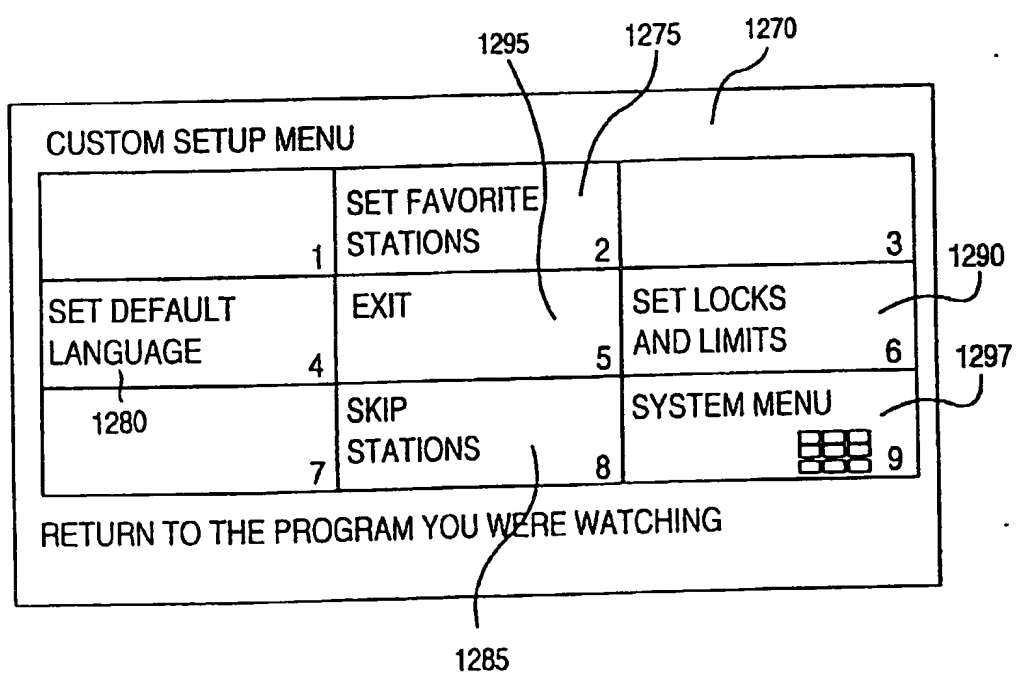 1295
1275
1270
CUSTOM SETUP MENU
1
SET FAVORITE
STATIONS
2
3
1290
SET DEFAULT
LANGUAGE
4
EXIT
5
SET LOCKS
AND LIMITS
6
1297
1280
7
SKIP
STATIONS
8
SYSTEM MENU
9
RETURN TO THE PROGRAM YOU WERE WATCHING
1285